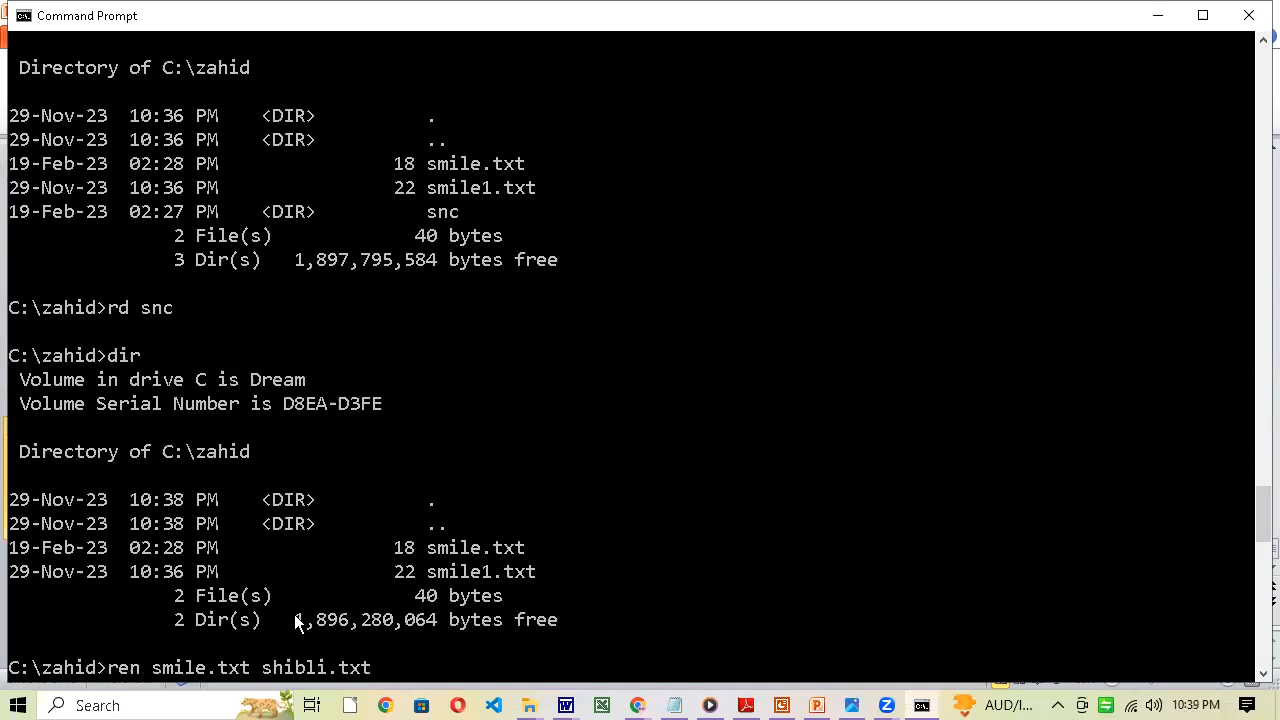 Command Prompt
Directory of C:\zahid
29-Nov-23  10:36 PM    <DIR>          .
29-Nov-23  10:36 PM    <DIR>          ..
19-Feb-23  02:28 PM                18 smile.txt
29-Nov-23  10:36 PM                22 smile1.txt
19-Feb-23  02:27 PM    <DIR>          snc
2 File(s)             40 bytes
3 Dir(s)   1,897,795,584 bytes free
C:\zahid>rd snc
C:\zahid>dir
Volume in drive C is Dream
Volume Serial Number is D8EA-D3FE
Directory of C:\zahid
29-Nov-23  10:38 PM    <DIR>          .
29-Nov-23  10:38 PM    <DIR>          ..
19-Feb-23  02:28 PM                18 smile.txt
29-Nov-23  10:36 PM                22 smile1.txt
2 File(s)             40 bytes
2 Dir(s)   1,896,280,064 bytes free
C:\zahid>ren smile.txt shibli.txt
Search AUD/I... 10:39 PM